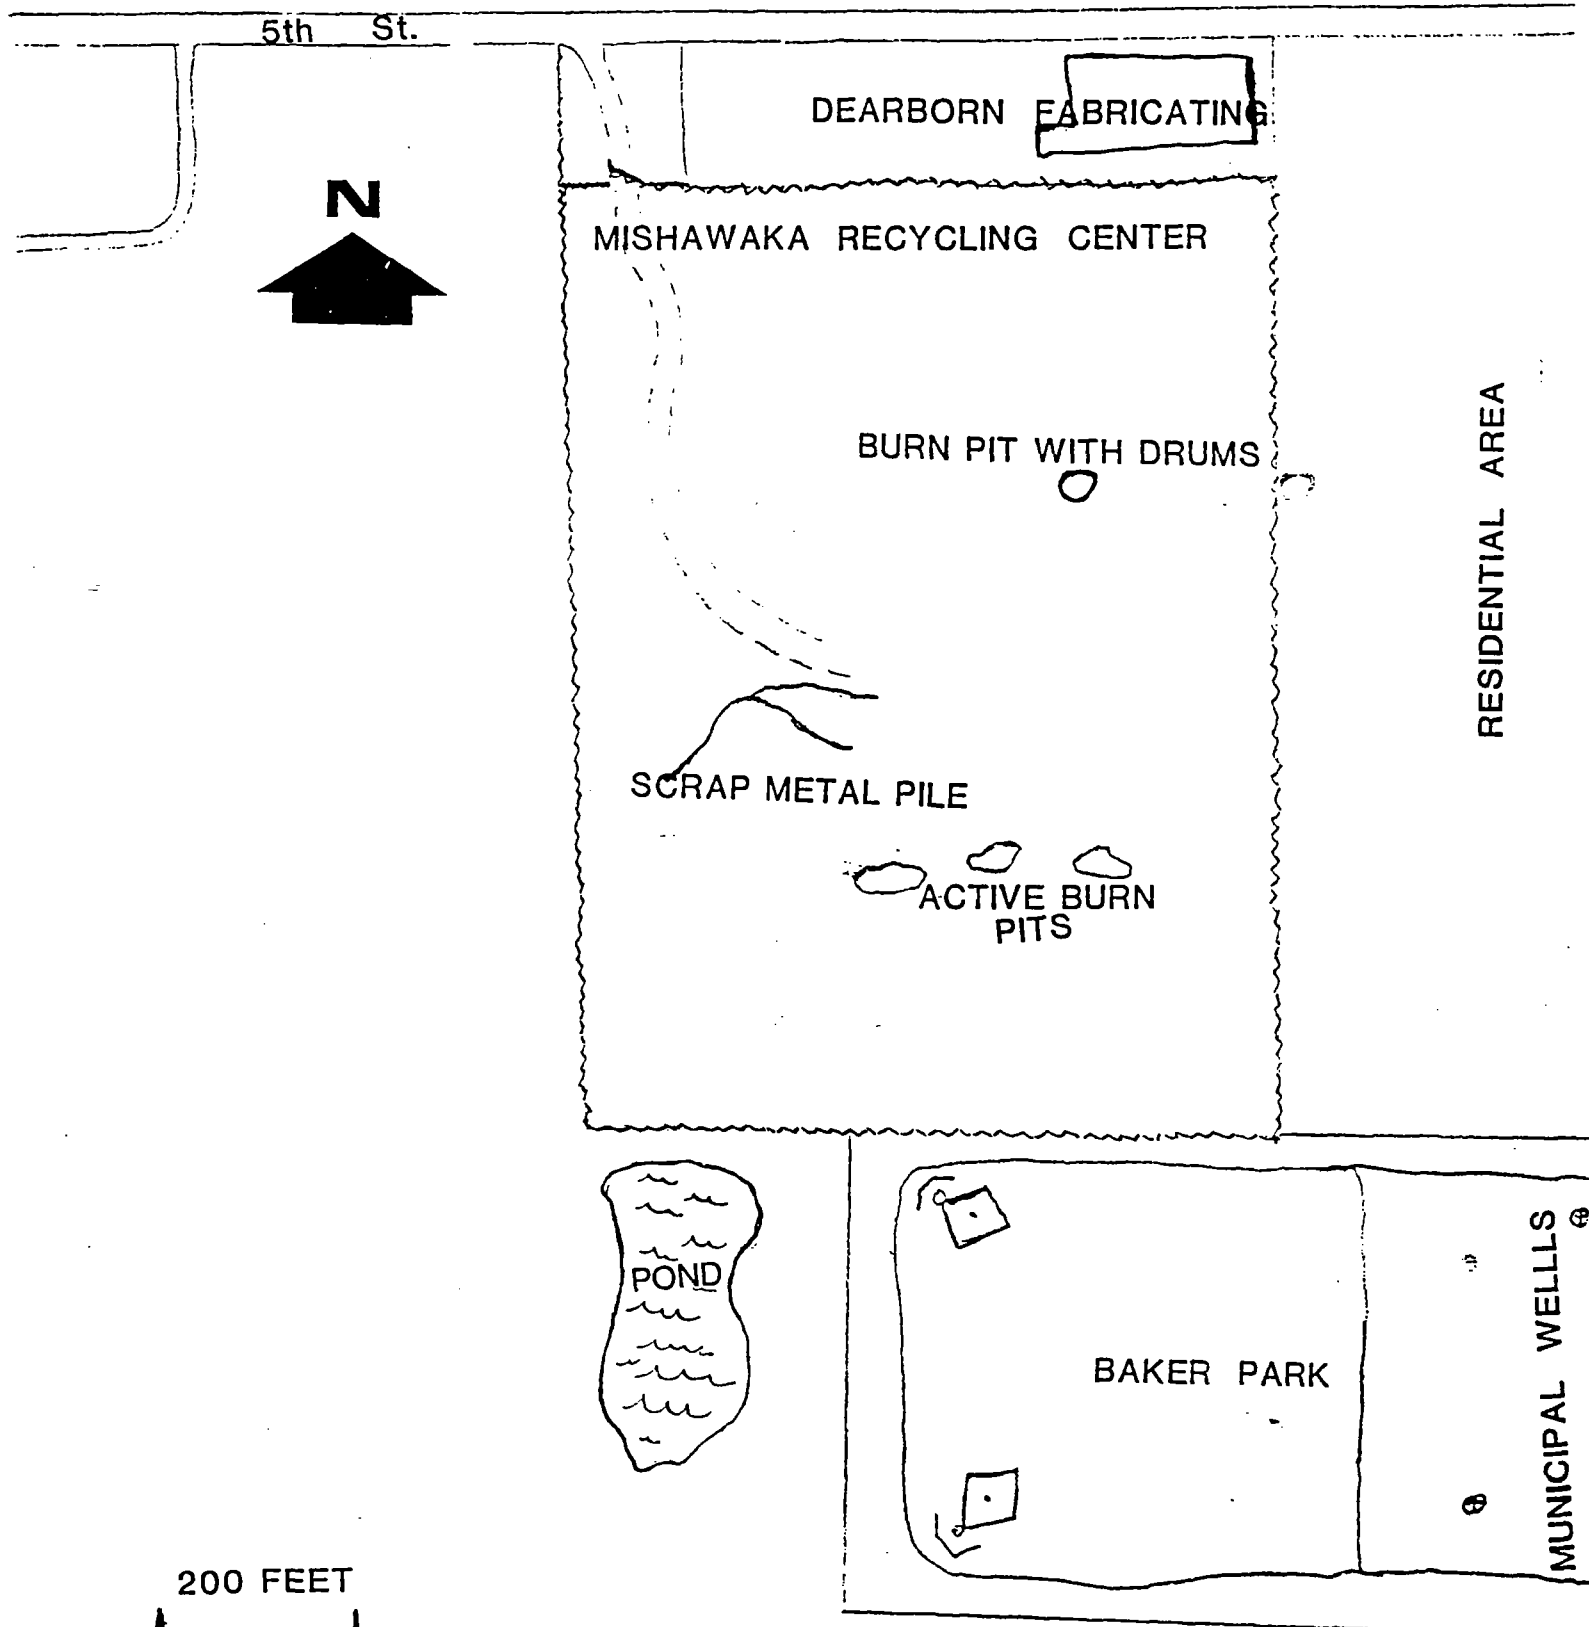 5th St.
DEARBORN FABRICATING
N
MISHAWAKA RECYCLING CENTER
BURN PIT WITH DRUMS
RESIDENTIAL AREA
SCRAP METAL PILE
ACTIVE BURN
PITS
POND
BAKER PARK
MUNICIPAL WELLLS
200 FEET